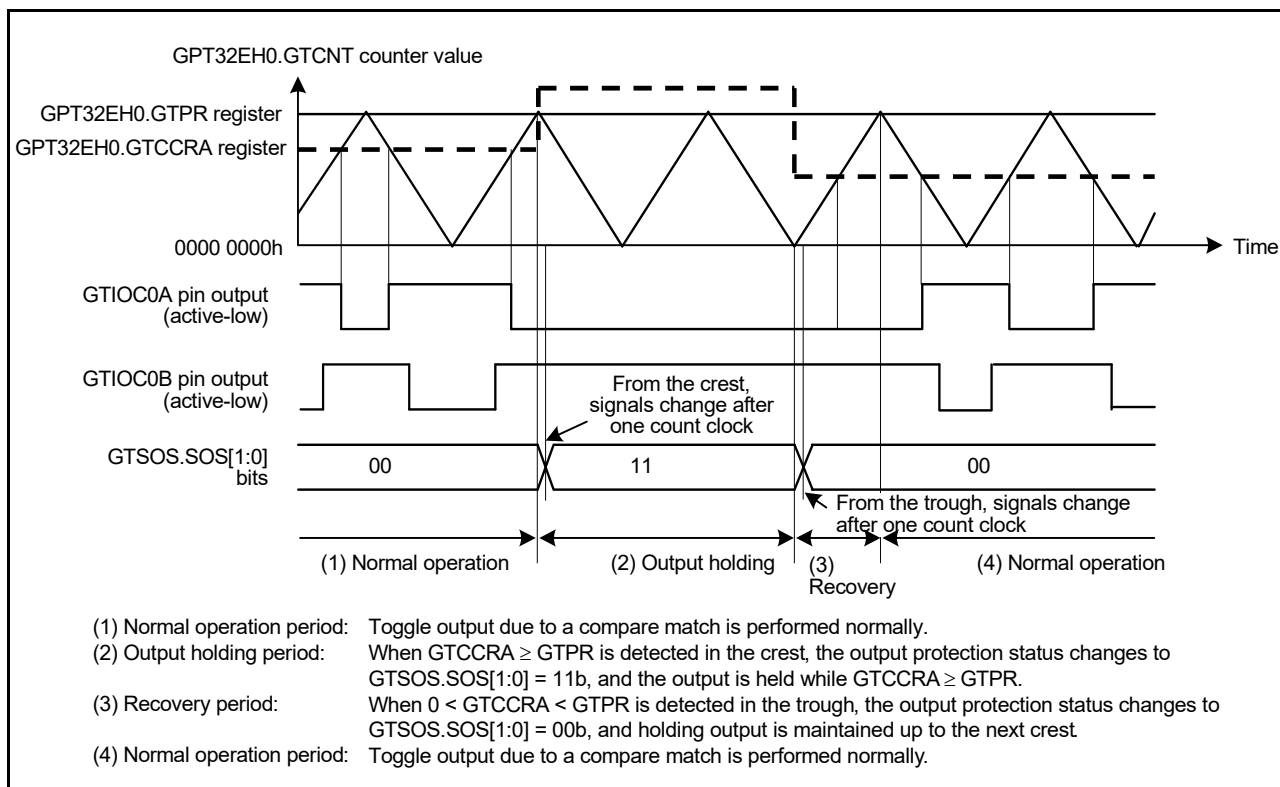 GPT32EH0.GTCNT counter value
GPT32EH0.GTPR register
GPT32EH0.GTCCRA register
0000 0000h
Time
GTIOC0A pin output
(active-low)
GTIOC0B pin output
(active-low)
From the crest,
signals change after
one count clock
GTSOS.SOS[1:0]
bits
00
11
00
From the trough, signals change
after one count clock
(1) Normal operation
(2) Output holding
(3)
Recovery
(4) Normal operation
(1) Normal operation period: Toggle output due to a compare match is performed normally.
(2) Output holding period: When GTCCRA ≥ GTPR is detected in the crest, the output protection status changes to
GTSOS.SOS[1:0] = 11b, and the output is held while GTCCRA ≥ GTPR.
(3) Recovery period: When 0 < GTCCRA < GTPR is detected in the trough, the output protection status changes to
GTSOS.SOS[1:0] = 00b, and holding output is maintained up to the next crest.
(4) Normal operation period: Toggle output due to a compare match is performed normally.